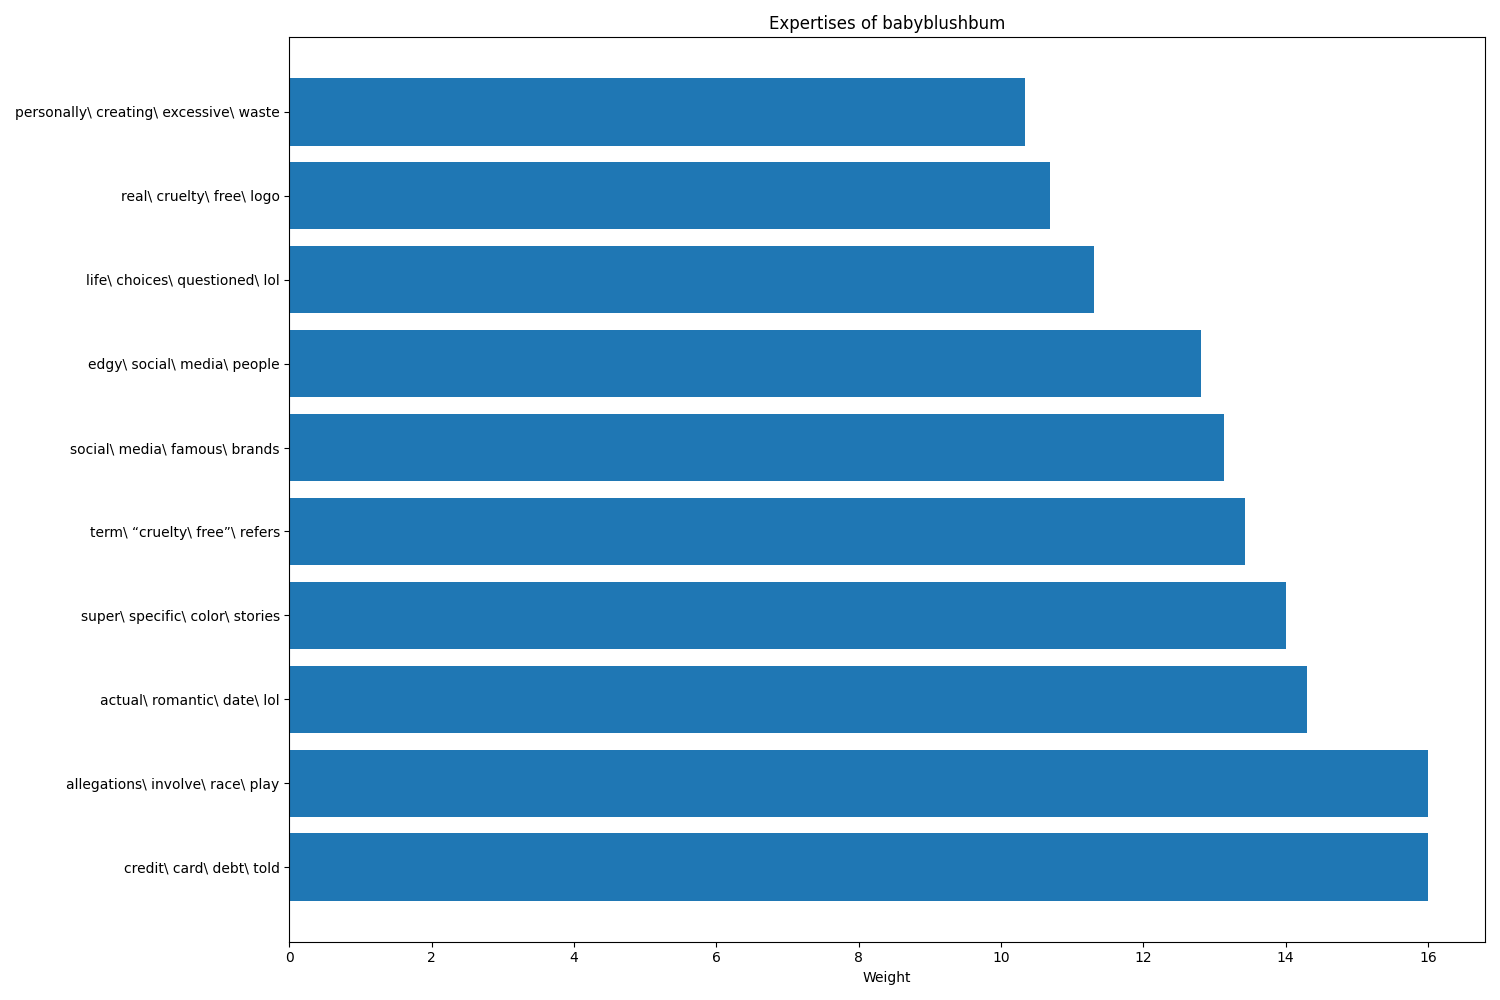 Expertises of babyblushbum
personally\ creating\ excessive\ waste
real\ cruelty\ free\ logo
life\ choices\ questioned\ lol
edgy\ social\ media\ people
social\ media\ famous\ brands
term\ “cruelty\ free”\ refers
super\ specific\ color\ stories
actual\ romantic\ date\ lol
allegations\ involve\ race\ play
credit\ card\ debt\ told
0 2 4 6 8 10 12 14 16
Weight